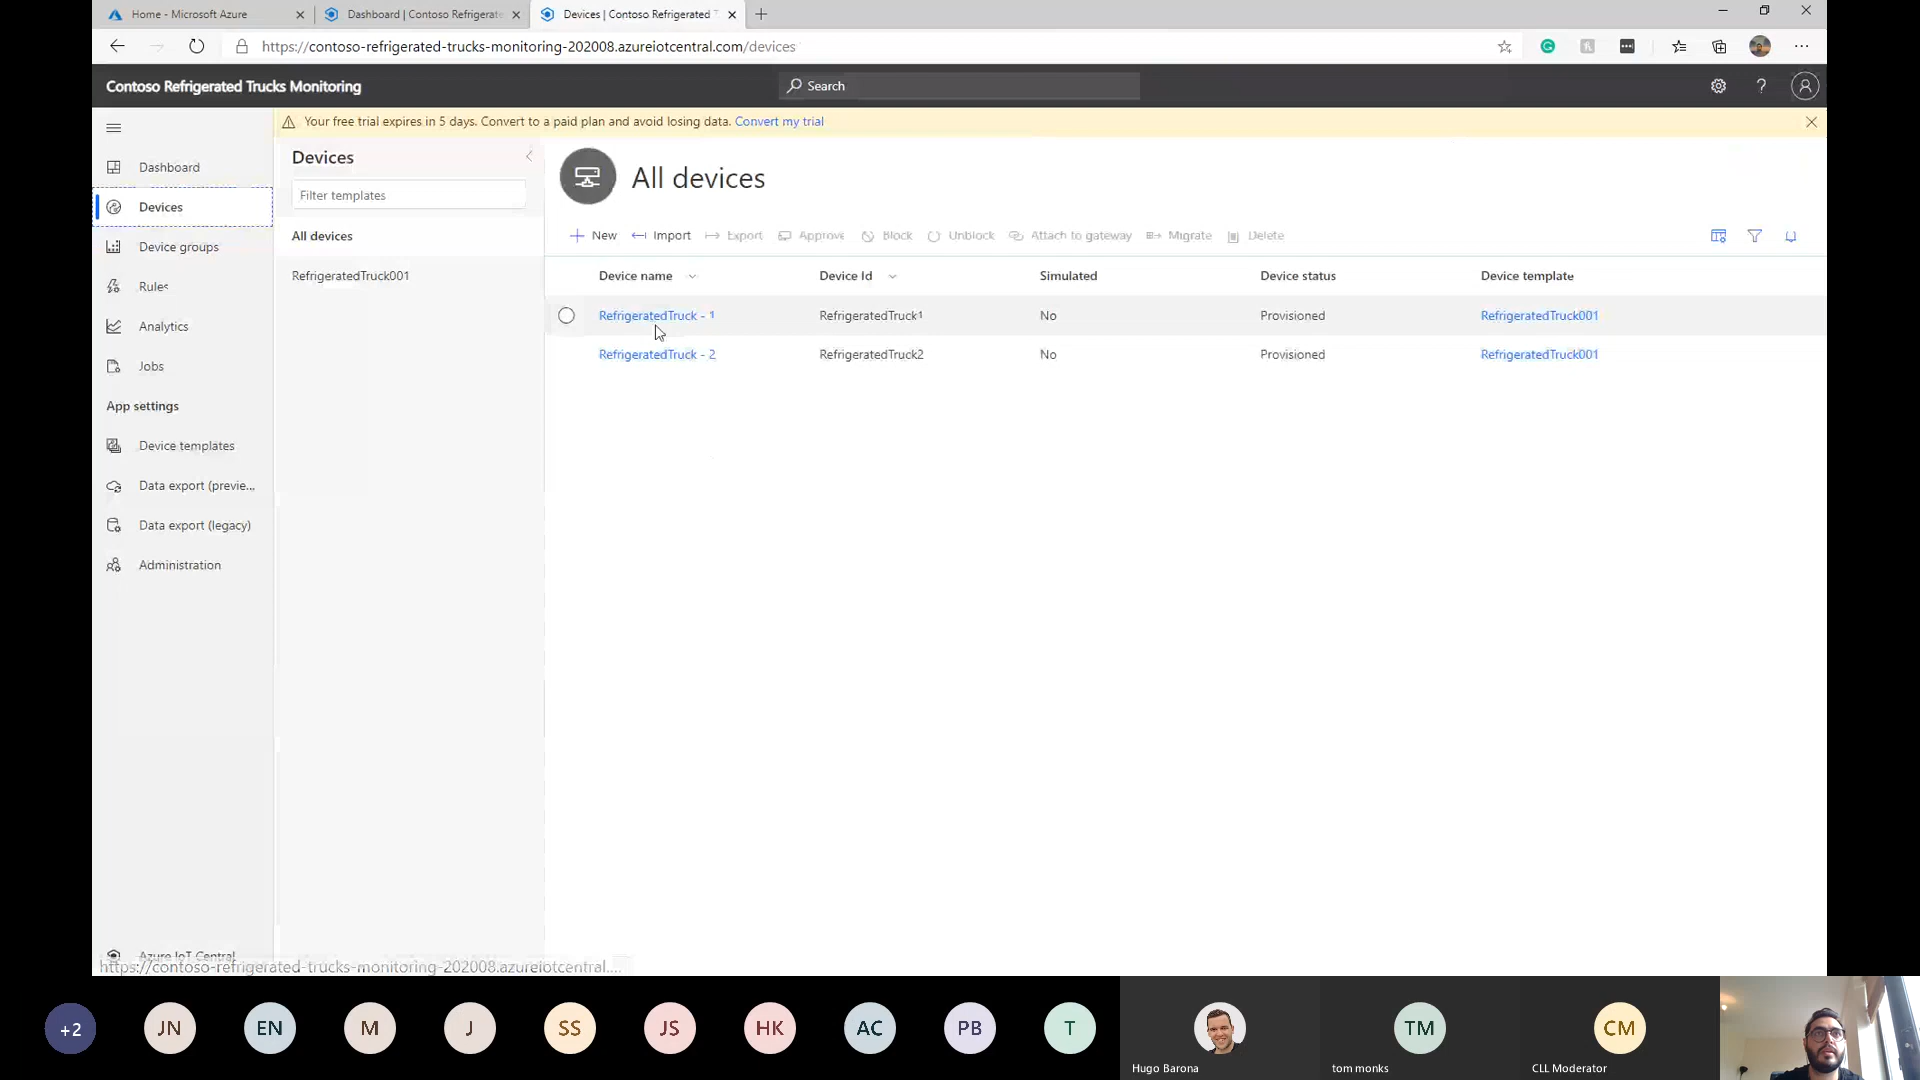 Home - Microsoft Azure
Dashboard | Contoso Refrigerate
Devices | Contoso Refrigerated T
https://contoso-refrigerated-trucks-monitoring-202008.azureiotcentral.com/devices
Contoso Refrigerated Trucks Monitoring
Search
Your free trial expires in 5 days. Convert to a paid plan and avoid losing data. Convert my trial
Dashboard
Devices
Device groups
Rules
Analytics
Jobs
App settings
Device templates
Data export (previe...
Data export (legacy)
Administration
Azure IoT Central
Devices
Filter templates
All devices
RefrigeratedTruck001
All devices
New Import Export Approve Block Unblock Attach to gateway Migrate Delete
Device name Device Id Simulated Device status Device template
RefrigeratedTruck - 1 RefrigeratedTruck1 No Provisioned RefrigeratedTruck001
RefrigeratedTruck - 2 RefrigeratedTruck2 No Provisioned RefrigeratedTruck001
https://contoso-refrigerated-trucks-monitoring-202008.azureiotcentral....
+2 JN EN M J SS JS HK AC PB T TM CM
Hugo Barona tom monks CLL Moderator